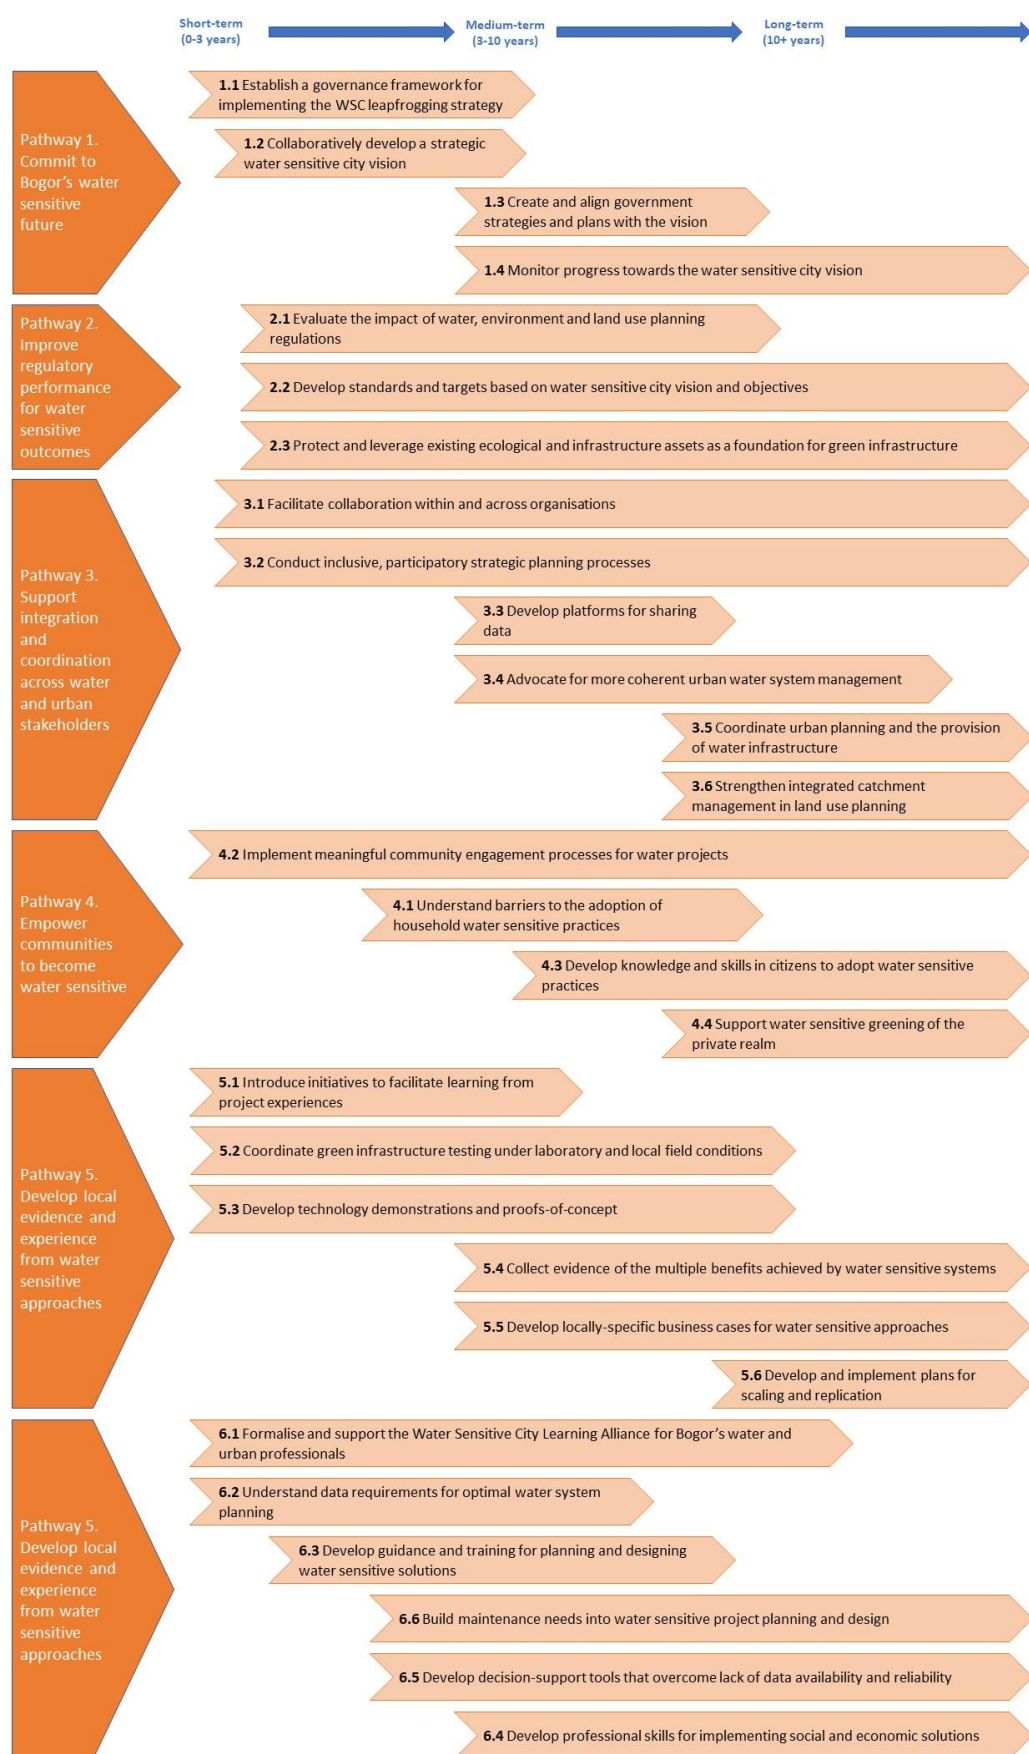 Short-term
(0-3 years)
Medium-term
(3-10 years)
Long-term
(10+ years)
Pathway 1.
Commit to
Bogor's water
sensitive
future
1.1 Establish a governance framework for
implementing the WSC leapfrogging strategy
1.2 Collaboratively develop a strategic
water sensitive city vision
1.3 Create and align government
strategies and plans with the vision
1.4 Monitor progress towards the water sensitive city vision
Pathway 2.
Improve
regulatory
performance
for water
sensitive
outcomes
2.1 Evaluate the impact of water, environment and land use planning
regulations
2.2 Develop standards and targets based on water sensitive city vision and objectives
2.3 Protect and leverage existing ecological and infrastructure assets as a foundation for green infrastructure
Pathway 3.
Support
integration
and
coordination
across water
and urban
stakeholders
3.1 Facilitate collaboration within and across organisations
3.2 Conduct inclusive, participatory strategic planning processes
3.3 Develop platforms for sharing
data
3.4 Advocate for more coherent urban water system management
3.5 Coordinate urban planning and the provision
of water infrastructure
3.6 Strengthen integrated catchment
management in land use planning
Pathway 4.
Empower
communities
to become
water sensitive
4.2 Implement meaningful community engagement processes for water projects
4.1 Understand barriers to the adoption of
household water sensitive practices
4.3 Develop knowledge and skills in citizens to adopt water sensitive
practices
4.4 Support water sensitive greening of the
private realm
Pathway 5.
Develop local
evidence and
experience
from water
sensitive
approaches
5.1 Introduce initiatives to facilitate learning from
project experiences
5.2 Coordinate green infrastructure testing under laboratory and local field conditions
5.3 Develop technology demonstrations and proofs-of-concept
5.4 Collect evidence of the multiple benefits achieved by water sensitive systems
5.5 Develop locally-specific business cases for water sensitive approaches
5.6 Develop and implement plans for
scaling and replication
Pathway 5.
Develop local
evidence and
experience
from water
sensitive
approaches
6.1 Formalise and support the Water Sensitive City Learning Alliance for Bogor's water and
urban professionals
6.2 Understand data requirements for optimal water system
planning
6.3 Develop guidance and training for planning and designing
water sensitive solutions
6.6 Build maintenance needs into water sensitive project planning and design
6.5 Develop decision-support tools that overcome lack of data availability and reliability
6.4 Develop professional skills for implementing social and economic solutions